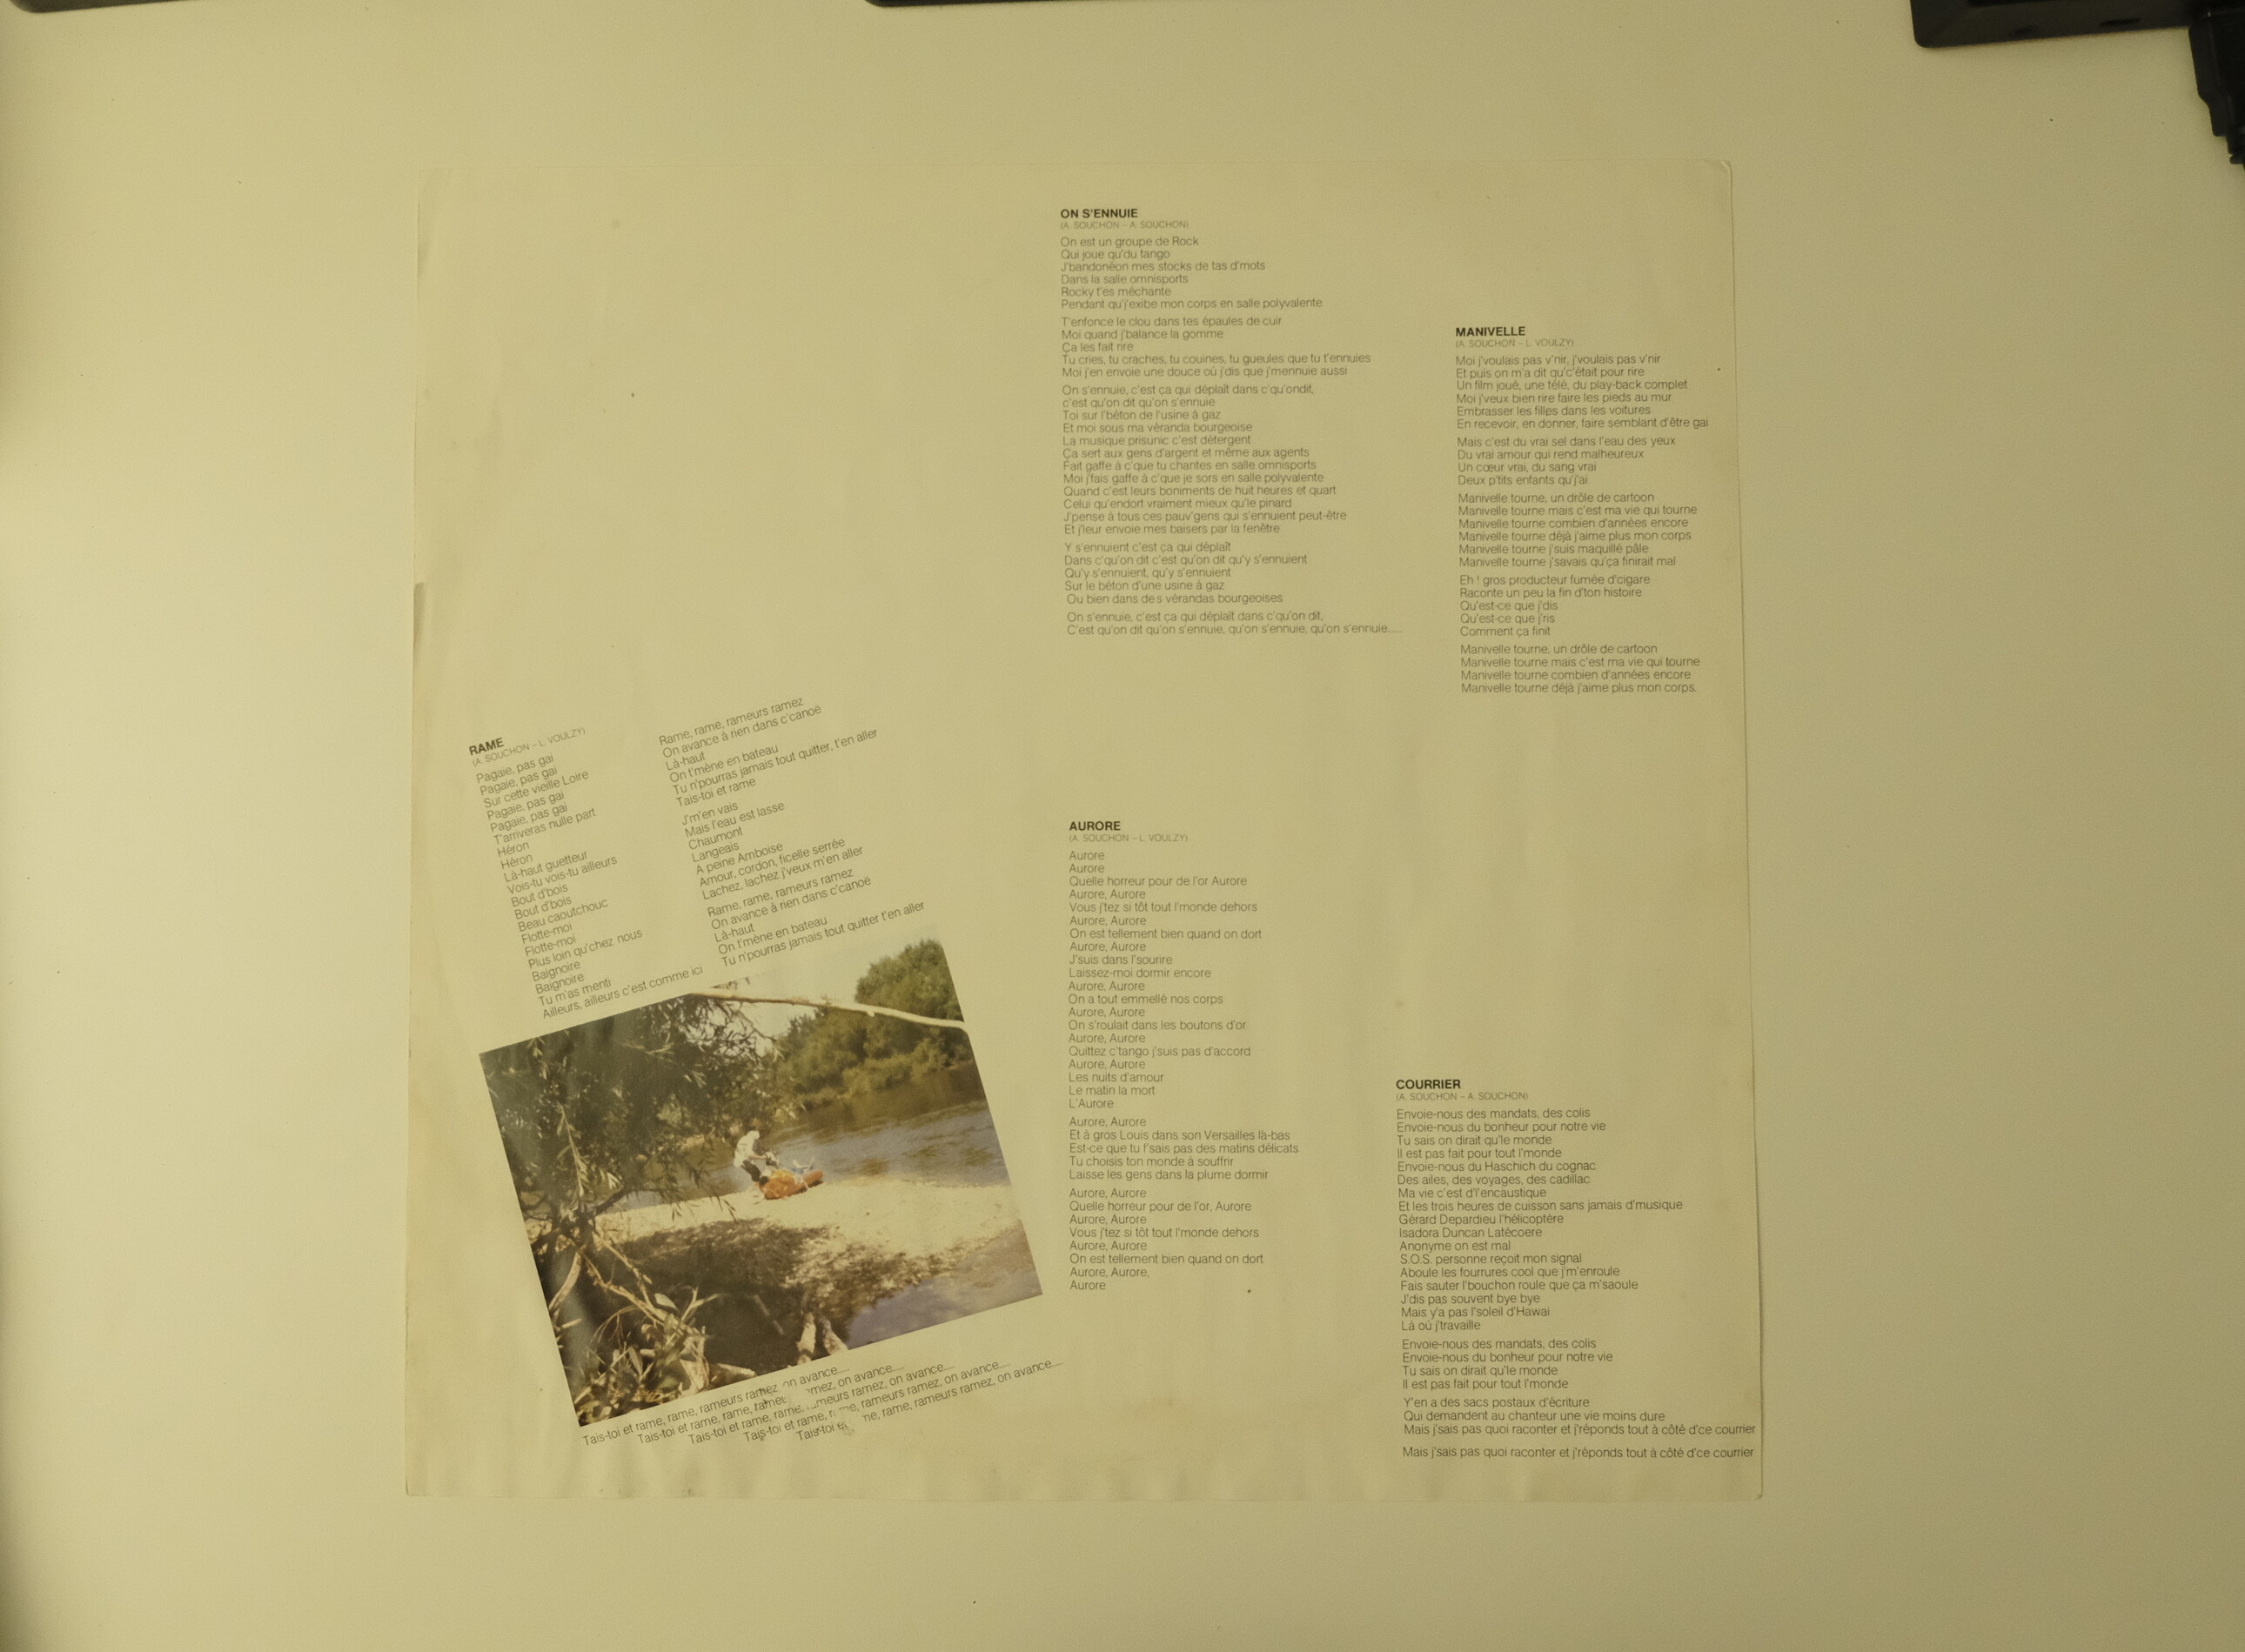 ON S'ENNUIE
(A. SOUCHON – A. SOUCHON)
On est un groupe de Rock
Qui joue qu'du tango
J'bandonéon mes stocks de tas d'mots
Dans la salle omnisports
Rocky t'es méchante
Pendant qu'j'exibe mon corps en salle polyvalente
T'enfonce le clou dans tes épaules de cuir
Moi quand j'balance la gomme
Ça les fait rire
Tu cries, tu craches, tu couines, tu gueules que tu t'ennuies
Moi j'en envoie une douce où j'dis que j'mennuie aussi
On s'ennuie, c'est ça qui déplaît dans c'qu'ondit,
c'est qu'on dit qu'on s'ennuie
Toi sur l'béton de l'usine à gaz
Et moi sous ma véranda bourgeoise
La musique prisunic c'est détergent
Ça sert aux gens d'argent et même aux agents
Fait gaffe à c'que tu chantes en salle omnisports
Moi j'fais gaffe à c'que je sors en salle polyvalente
Quand c'est leurs boniments de huit heures et quart
Celui qu'endort vraiment mieux qu'le pinard
J'pense à tous ces pauv'gens qui s'ennuient peut-être
Et j'leur envoie mes baisers par la fenêtre
Y s'ennuient c'est ça qui déplaît
Dans c'qu'on dit c'est qu'on dit qu'y s'ennuient
Qu'y s'ennuient, qu'y s'ennuient
Sur le béton d'une usine à gaz
Ou bien dans des vérandas bourgeoises
On s'ennuie, c'est ça qui déplaît dans c'qu'on dit,
C'est qu'on dit qu'on s'ennuie, qu'on s'ennuie, qu'on s'ennuie.....
MANIVELLE
(A. SOUCHON – L. VOULZY)
Moi j'voulais pas v'nir, j'voulais pas v'nir
Et puis on m'a dit qu'c'était pour rire
Un film joué, une télé, du play-back complet
Moi j'veux bien rire faire les pieds au mur
Embrasser les filles dans les voitures
En recevoir, en donner, faire semblant d'être gai
Mais c'est du vrai sel dans l'eau des yeux
Du vrai amour qui rend malheureux
Un cœur vrai, du sang vrai
Deux p'tits enfants qu'j'ai
Manivelle tourne, un drôle de cartoon
Manivelle tourne mais c'est ma vie qui tourne
Manivelle tourne combien d'années encore
Manivelle tourne déjà j'aime plus mon corps
Manivelle tourne j'suis maquillé pâle
Manivelle tourne j'savais qu'ça finirait mal
Eh ! gros producteur fumée d'cigare
Raconte un peu la fin d'ton histoire
Qu'est-ce que j'dis
Qu'est-ce que j'ris
Comment ça finit
Manivelle tourne, un drôle de cartoon
Manivelle tourne mais c'est ma vie qui tourne
Manivelle tourne combien d'années encore
Manivelle tourne déjà j'aime plus mon corps.
RAME
(A. SOUCHON – L. VOULZY)
Pagaie, pas gai
Pagaie, pas gai
Sur cette vieille Loire
Pagaie, pas gai
Pagaie, pas gai
T'arriveras nulle part
Héron
Héron
Là-haut guetteur
Vois-tu vois-tu ailleurs
Bout d'bois
Bout d'bois
Beau caoutchouc
Flotte-moi
Flotte-moi
Plus loin qu'chez nous
Baignoire
Baignoire
Tu m'as menti
Ailleurs, ailleurs c'est comme ici
Rame, rame, rameurs ramez
On avance à rien dans c'canoë
Là-haut
On t'mène en bateau
Tu n'pourras jamais tout quitter, t'en aller
Tais-toi et rame
J'm'en vais
Mais l'eau est lasse
Chaumont
Langeais
A peine Amboise
Amour, cordon, ficelle serrée
Lachez, lachez j'veux m'en aller
Rame, rame, rameurs ramez
On avance à rien dans c'canoë
Là-haut
On t'mène en bateau
Tu n'pourras jamais tout quitter t'en aller
Tais-toi et rame, rame, rameurs ramez, on avance.....
Tais-toi et rame, rame, on avance.....
Tais-toi et rame, rame, ramez, on avance.....
Tais-toi et rame, rameurs ramez, on avance.....
Tais-toi rame, rameurs ramez, on avance.....
AURORE
(A. SOUCHON – L. VOULZY)
Aurore
Aurore
Quelle horreur pour de l'or Aurore
Aurore, Aurore
Vous j'tez si tôt tout l'monde dehors
Aurore, Aurore
On est tellement bien quand on dort
Aurore, Aurore
J'suis dans l'sourire
Laissez-moi dormir encore
Aurore, Aurore
On a tout emmellé nos corps
Aurore, Aurore
On s'roulait dans les boutons d'or
Aurore, Aurore
Quittez c'tango j'suis pas d'accord
Aurore, Aurore
Les nuits d'amour
Le matin la mort
L'Aurore
Aurore, Aurore
Et à gros Louis dans son Versailles là-bas
Est-ce que tu f'sais pas des matins délicats
Tu choisis ton monde à souffrir
Laisse les gens dans la plume dormir
Aurore, Aurore
Quelle horreur pour de l'or, Aurore
Aurore, Aurore
Vous j'tez si tôt tout l'monde dehors
Aurore, Aurore
On est tellement bien quand on dort
Aurore, Aurore,
Aurore
COURRIER
(A. SOUCHON – A. SOUCHON)
Envoie-nous des mandats, des colis
Envoie-nous du bonheur pour notre vie
Tu sais on dirait qu'le monde
Il est pas fait pour tout l'monde
Envoie-nous du Haschich du cognac
Des ailes, des voyages, des cadillac
Ma vie c'est d'l'encaustique
Et les trois heures de cuisson sans jamais d'musique
Gérard Depardieu l'hélicoptère
Isadora Duncan Latécoere
Anonyme on est mal
S.O.S. personne reçoit mon signal
Aboule les fourrures cool que j'm'enroule
Fais sauter l'bouchon roule que ça m'saoule
J'dis pas souvent bye bye
Mais y'a pas l'soleil d'Hawai
Là où j'travaille
Envoie-nous des mandats, des colis
Envoie-nous du bonheur pour notre vie
Tu sais on dirait qu'le monde
Il est pas fait pour tout l'monde
Y'en a des sacs postaux d'écriture
Qui demandent au chanteur une vie moins dure
Mais j'sais pas quoi raconter et j'réponds tout à côté d'ce courrier
Mais j'sais pas quoi raconter et j'réponds tout à côté d'ce courrier